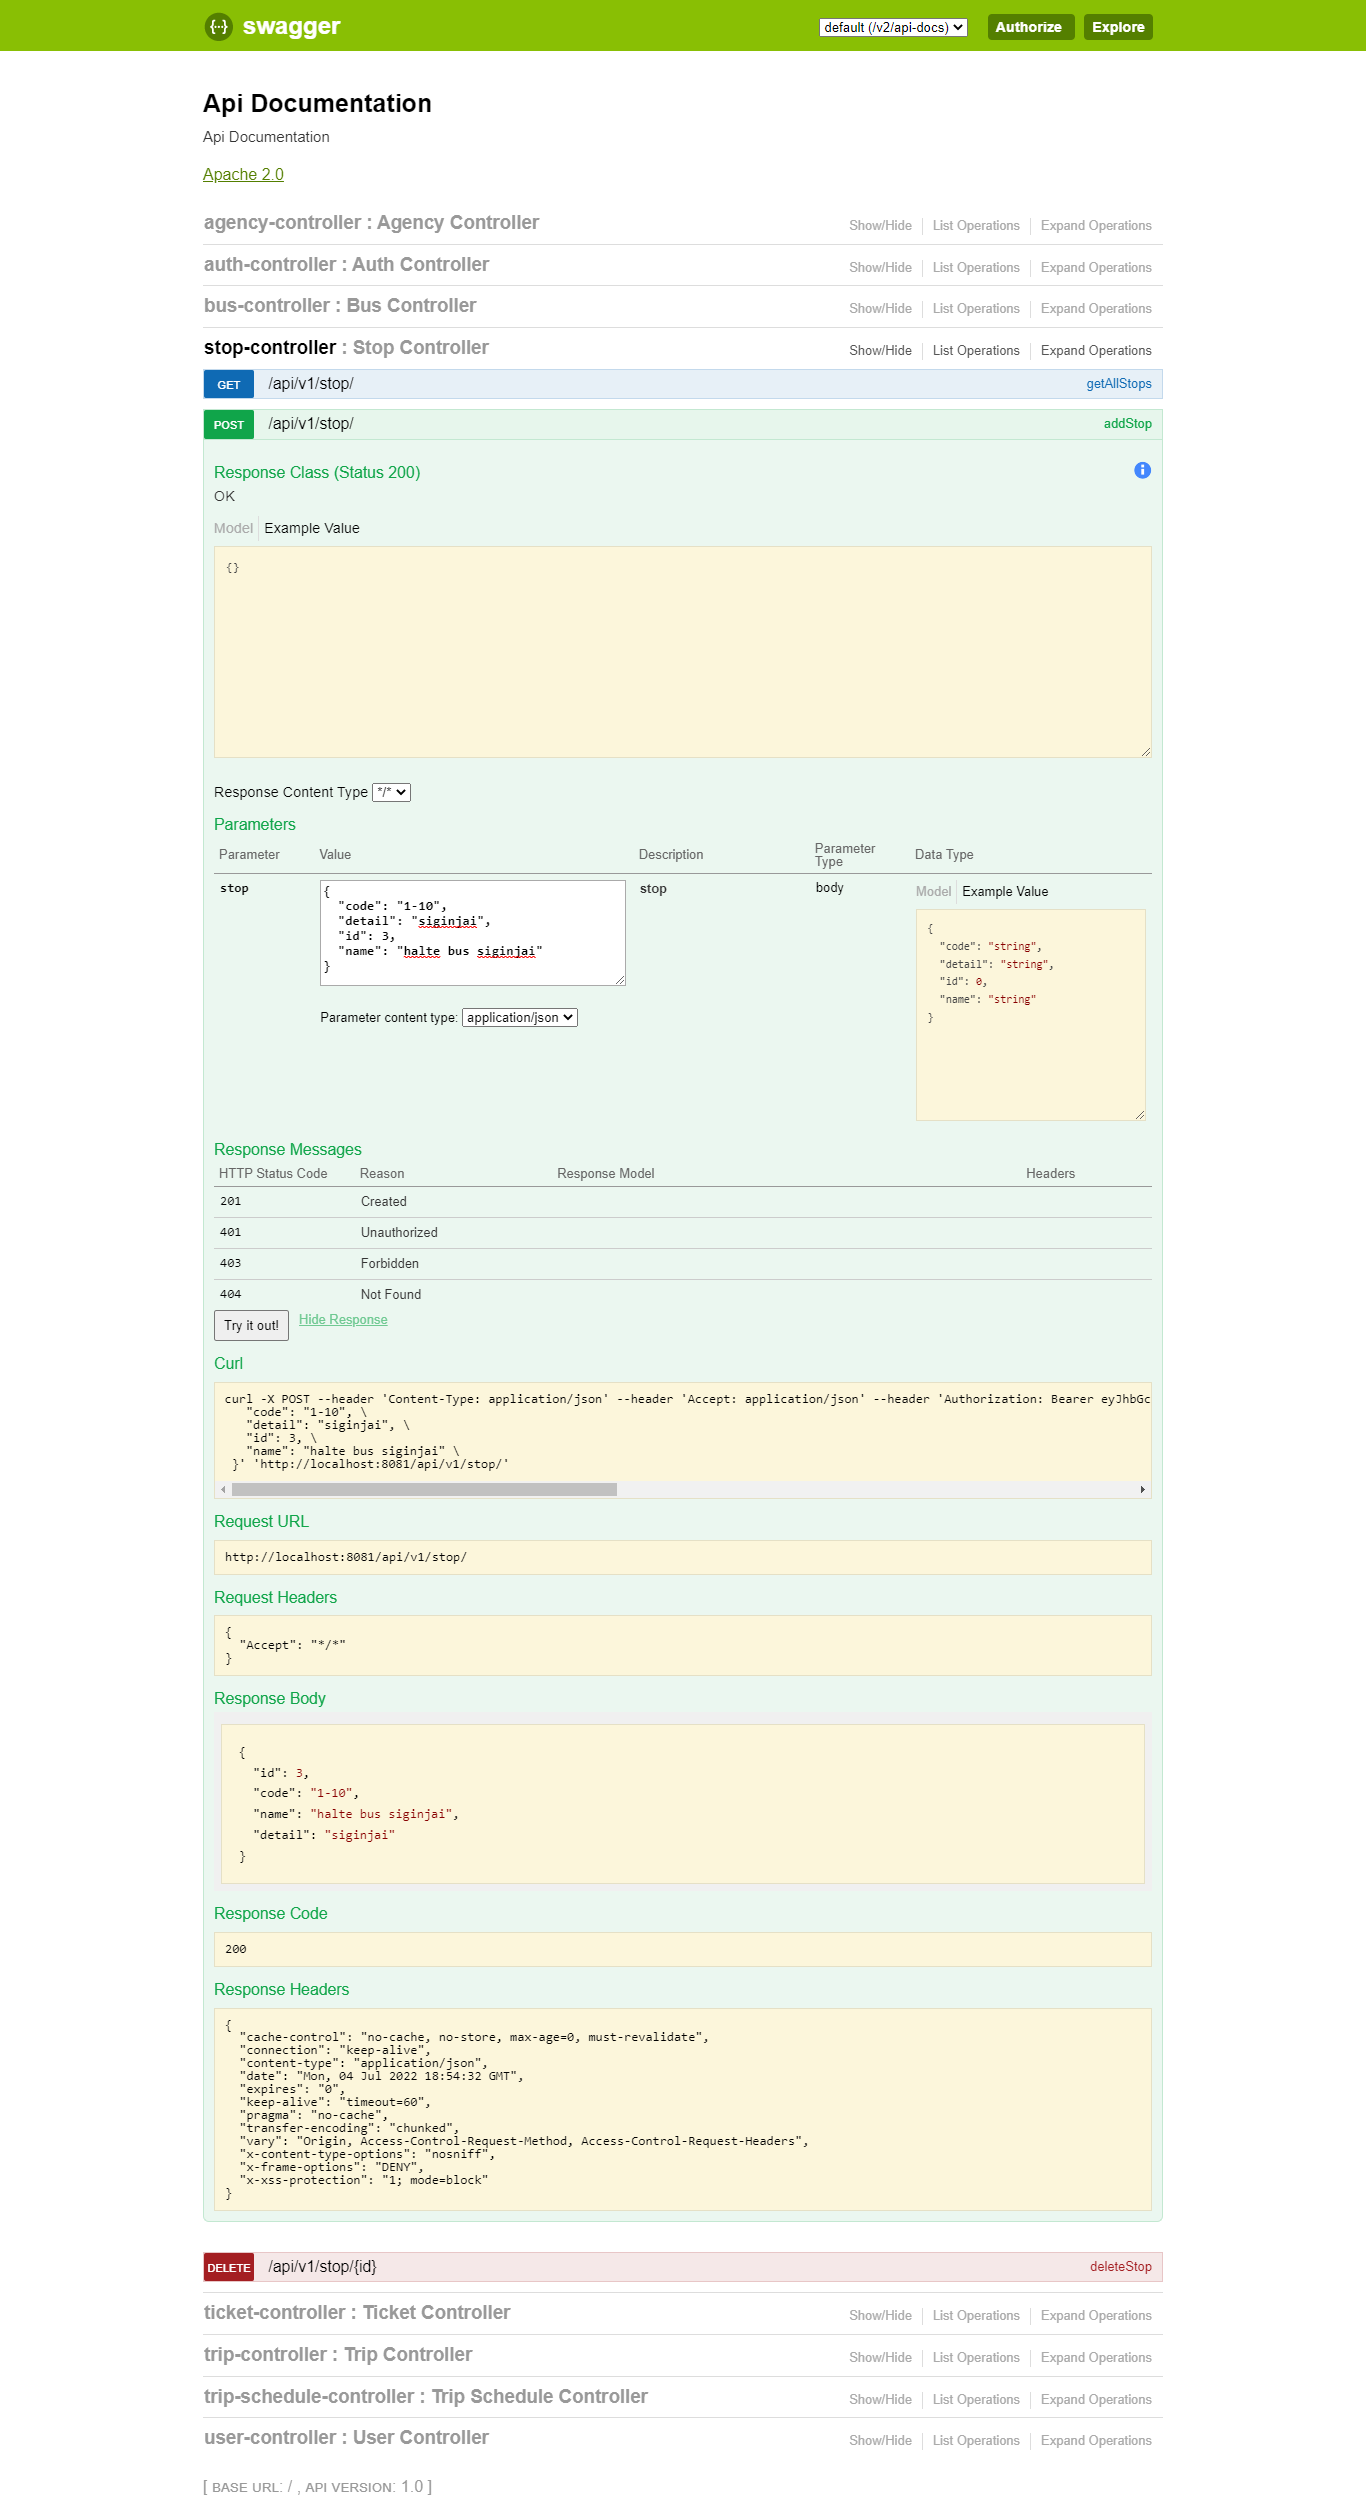 {···} swagger
default (/v2/api-docs)
Authorize
Explore
Api Documentation
Api Documentation
Apache 2.0
agency-controller : Agency Controller
Show/Hide
List Operations
Expand Operations
auth-controller : Auth Controller
Show/Hide
List Operations
Expand Operations
bus-controller : Bus Controller
Show/Hide
List Operations
Expand Operations
stop-controller : Stop Controller
Show/Hide
List Operations
Expand Operations
GET /api/v1/stop/ getAllStops
POST /api/v1/stop/ addStop
Response Class (Status 200)
OK
Model Example Value
{}
Response Content Type */*
Parameters
Parameter Value Description Parameter Type Data Type
stop
{
  "code": "1-10",
  "detail": "siginjai",
  "id": 3,
  "name": "halte bus siginjai"
}
Parameter content type: application/json
stop
body
Model Example Value
{
  "code": "string",
  "detail": "string",
  "id": 0,
  "name": "string"
}
Response Messages
HTTP Status Code Reason Response Model Headers
201 Created
401 Unauthorized
403 Forbidden
404 Not Found
Try it out! Hide Response
Curl
curl -X POST --header 'Content-Type: application/json' --header 'Accept: application/json' --header 'Authorization: Bearer eyJhbGc
   "code": "1-10", \
   "detail": "siginjai", \
   "id": 3, \
   "name": "halte bus siginjai" \
 }' 'http://localhost:8081/api/v1/stop/'
Request URL
http://localhost:8081/api/v1/stop/
Request Headers
{
  "Accept": "*/*"
}
Response Body
{
  "id": 3,
  "code": "1-10",
  "name": "halte bus siginjai",
  "detail": "siginjai"
}
Response Code
200
Response Headers
{
  "cache-control": "no-cache, no-store, max-age=0, must-revalidate",
  "connection": "keep-alive",
  "content-type": "application/json",
  "date": "Mon, 04 Jul 2022 18:54:32 GMT",
  "expires": "0",
  "keep-alive": "timeout=60",
  "pragma": "no-cache",
  "transfer-encoding": "chunked",
  "vary": "Origin, Access-Control-Request-Method, Access-Control-Request-Headers",
  "x-content-type-options": "nosniff",
  "x-frame-options": "DENY",
  "x-xss-protection": "1; mode=block"
}
DELETE /api/v1/stop/{id} deleteStop
ticket-controller : Ticket Controller
Show/Hide
List Operations
Expand Operations
trip-controller : Trip Controller
Show/Hide
List Operations
Expand Operations
trip-schedule-controller : Trip Schedule Controller
Show/Hide
List Operations
Expand Operations
user-controller : User Controller
Show/Hide
List Operations
Expand Operations
[ BASE URL: / , API VERSION: 1.0 ]